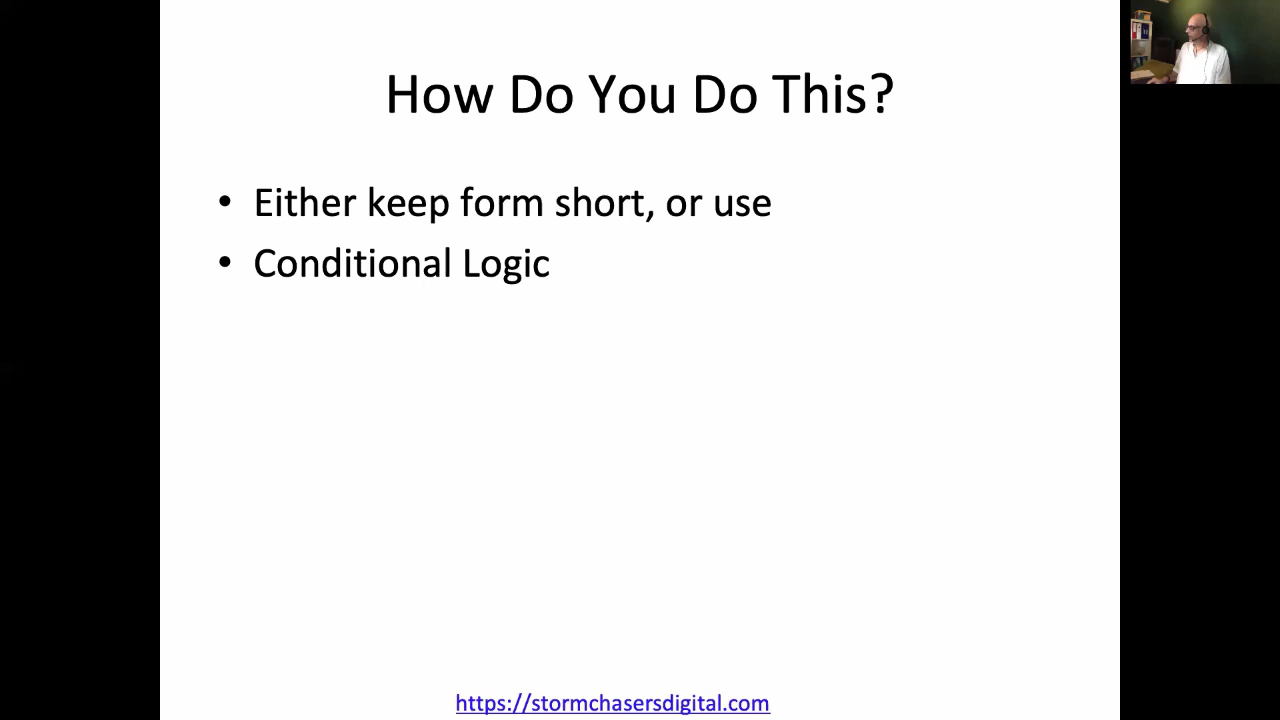 How Do You Do This?
• Either keep form short, or use
• Conditional Logic
https://stormchasersdigital.com